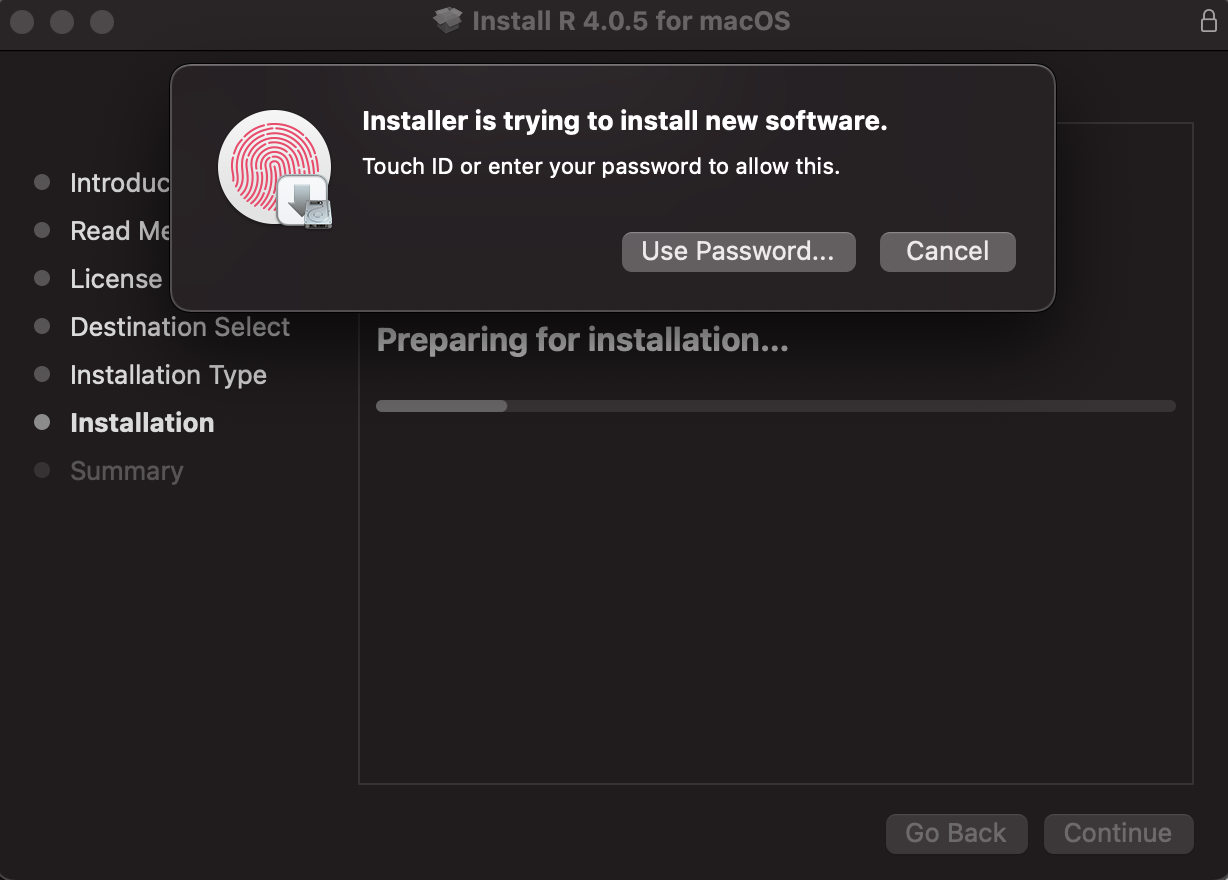 Install R 4.0.5 for macOS
Installer is trying to install new software.
Touch ID or enter your password to allow this.
Use Password...
Cancel
Introduc
Read Me
License
Destination Select
Installation Type
Installation
Summary
Preparing for installation...
Go Back
Continue